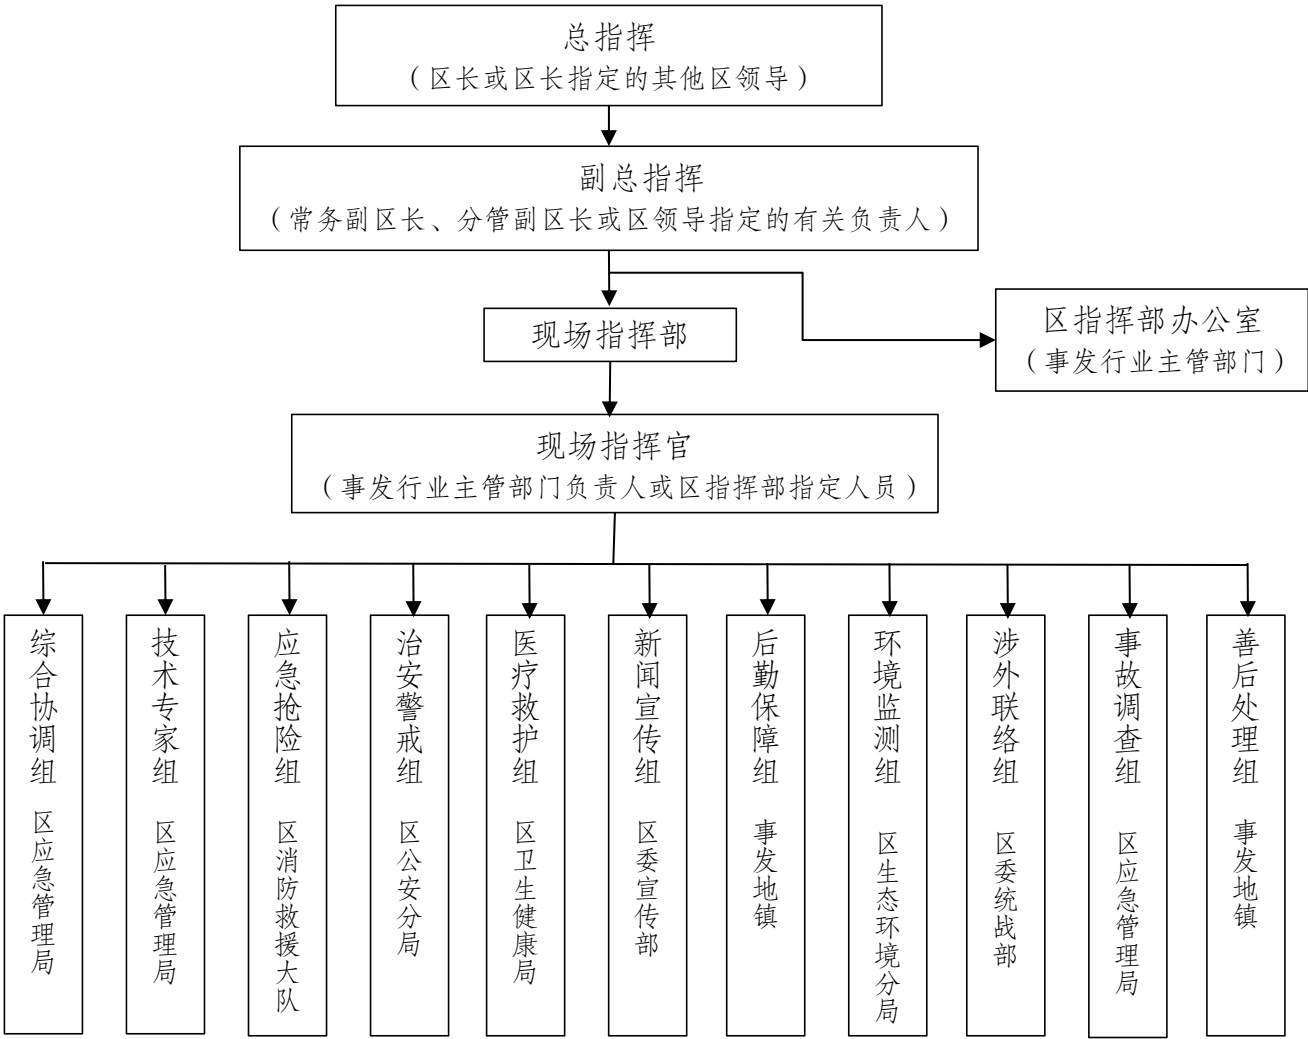 总指挥
（区长或区长指定的其他区领导）
副总指挥
（常务副区长、分管副区长或区领导指定的有关负责人）
现场指挥部
区指挥部办公室
（事发行业主管部门）
现场指挥官
（事发行业主管部门负责人或区指挥部指定人员）
综合协调组 区应急管理局
技术专家组 区应急管理局
应急抢险组 区消防救援大队
治安警戒组 区公安分局
医疗救护组 区卫生健康局
新闻宣传组 区委宣传部
后勤保障组 事发地镇
环境监测组 区生态环境分局
涉外联络组 区委统战部
事故调查组 区应急管理局
善后处理组 事发地镇